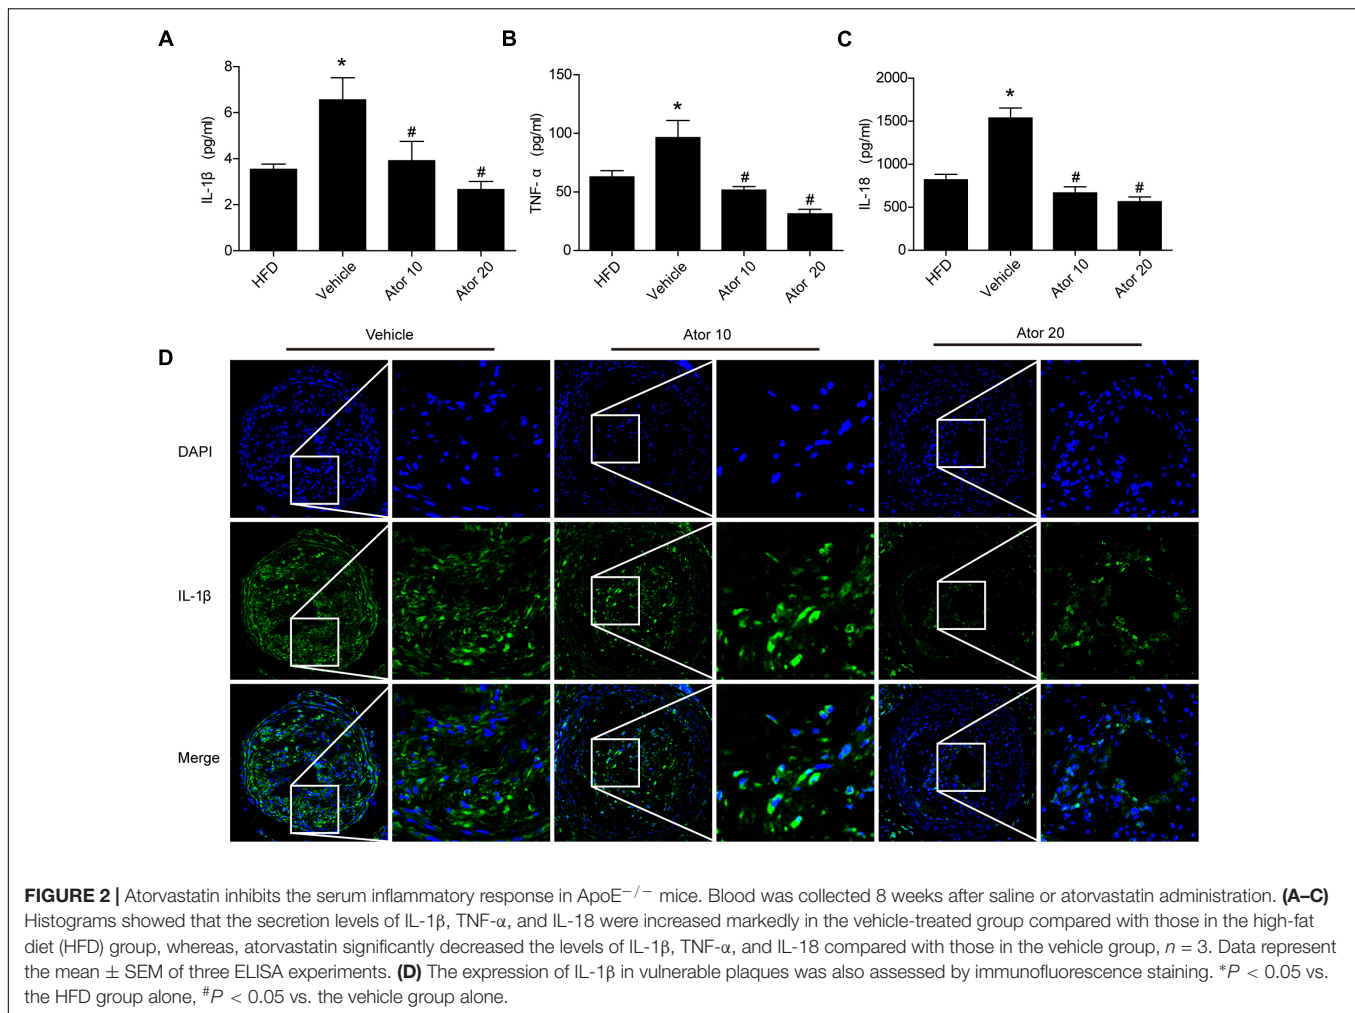 A
B
C
8
6
4
2
0
IL-1β (pg/ml)
*
#
#
HFD
Vehicle
Ator 10
Ator 20
150
100
50
0
TNF- α (pg/ml)
*
#
#
HFD
Vehicle
Ator 10
Ator 20
2000
1500
1000
500
0
IL-18 (pg/ml)
*
#
#
HFD
Vehicle
Ator 10
Ator 20
D
Vehicle
Ator 10
Ator 20
DAPI
IL-1β
Merge
FIGURE 2 | Atorvastatin inhibits the serum inflammatory response in ApoE−/− mice. Blood was collected 8 weeks after saline or atorvastatin administration. (A–C)
Histograms showed that the secretion levels of IL-1β, TNF-α, and IL-18 were increased markedly in the vehicle-treated group compared with those in the high-fat
diet (HFD) group, whereas, atorvastatin significantly decreased the levels of IL-1β, TNF-α, and IL-18 compared with those in the vehicle group, n = 3. Data represent
the mean ± SEM of three ELISA experiments. (D) The expression of IL-1β in vulnerable plaques was also assessed by immunofluorescence staining. *P < 0.05 vs.
the HFD group alone, #P < 0.05 vs. the vehicle group alone.